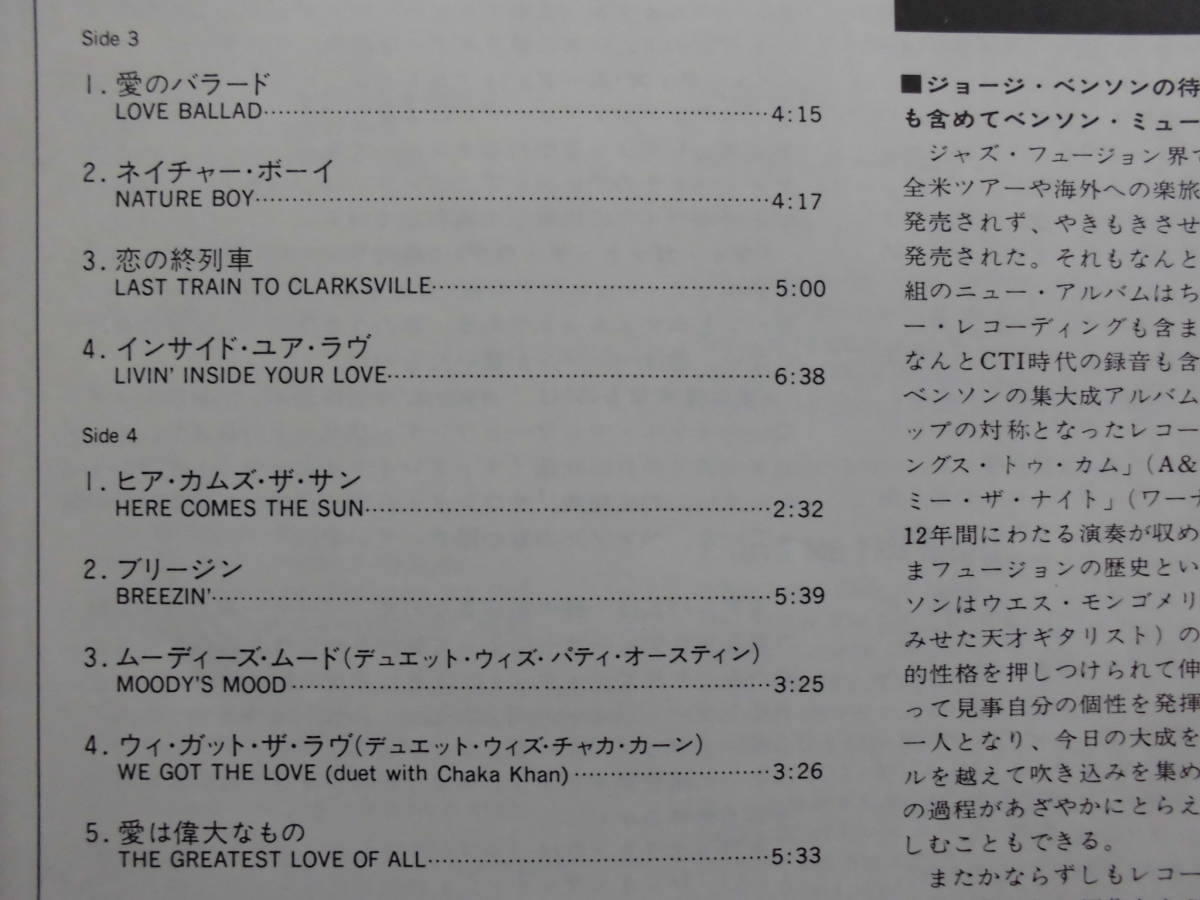 Side 3
1. 愛のバラード
LOVE BALLAD 4:15
2. ネイチャー・ボーイ
NATURE BOY 4:17
3. 恋の終列車
LAST TRAIN TO CLARKSVILLE 5:00
4. インサイド・ユア・ラヴ
LIVIN' INSIDE YOUR LOVE 6:38
Side 4
1. ヒア・カムズ・ザ・サン
HERE COMES THE SUN 2:32
2. ブリージン
BREEZIN' 5:39
3. ムーディーズ・ムード(デュエット・ウィズ・パティ・オースティン)
MOODY'S MOOD 3:25
4. ウィ・ガット・ザ・ラヴ(デュエット・ウィズ・チャカ・カーン)
WE GOT THE LOVE (duet with Chaka Khan) 3:26
5. 愛は偉大なもの
THE GREATEST LOVE OF ALL 5:33
■ジョージ・ベンソンの待
も含めてベンソン・ミュー
ジャズ・フュージョン界で
全米ツアーや海外への楽旅
発売されず、やきもきさせ
発売された。それもなんと
組のニュー・アルバムはち
ー・レコーディングも含ま
なんとCTI時代の録音も含
ベンソンの集大成アルバム
ップの対称となったレコー
ングス・トゥ・カム」(A&
ミー・ザ・ナイト」(ワーナ
12年間にわたる演奏が収め
まフュージョンの歴史とい
ソンはウエス・モンゴメリ
みせた天才ギタリスト)の
的性格を押しつけられて伸
って見事自分の個性を発揮
一人となり、今日の大成を
ルを越えて吹き込みを集め
の過程があざやかにとらえ
しむこともできる。
またかならずしもレコー